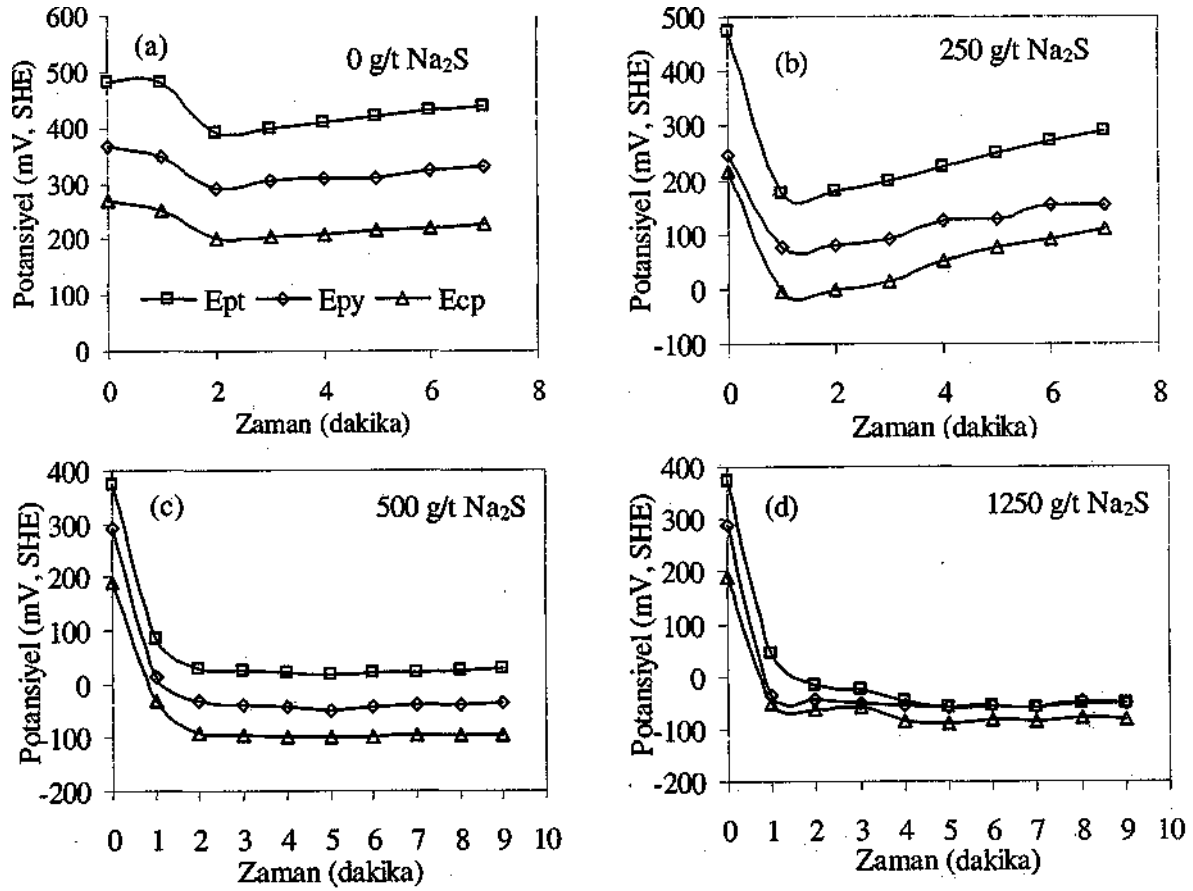 (a)
0 g/t Na₂S
Potansiyel (mV, SHE)
600
500
400
300
200
100
0
Ept Epy Ecp
0 2 4 6 8
Zaman (dakika)
(b)
250 g/t Na₂S
Potansiyel (mV, SHE)
500
400
300
200
100
0
-100
0 2 4 6 8
Zaman (dakika)
(c)
500 g/t Na₂S
Potansiyel (mV, SHE)
400
300
200
100
0
-100
-200
0 1 2 3 4 5 6 7 8 9 10
Zaman (dakika)
(d)
1250 g/t Na₂S
Potansiyel (mV, SHE)
400
300
200
100
0
-100
-200
0 1 2 3 4 5 6 7 8 9 10
Zaman (dakika)